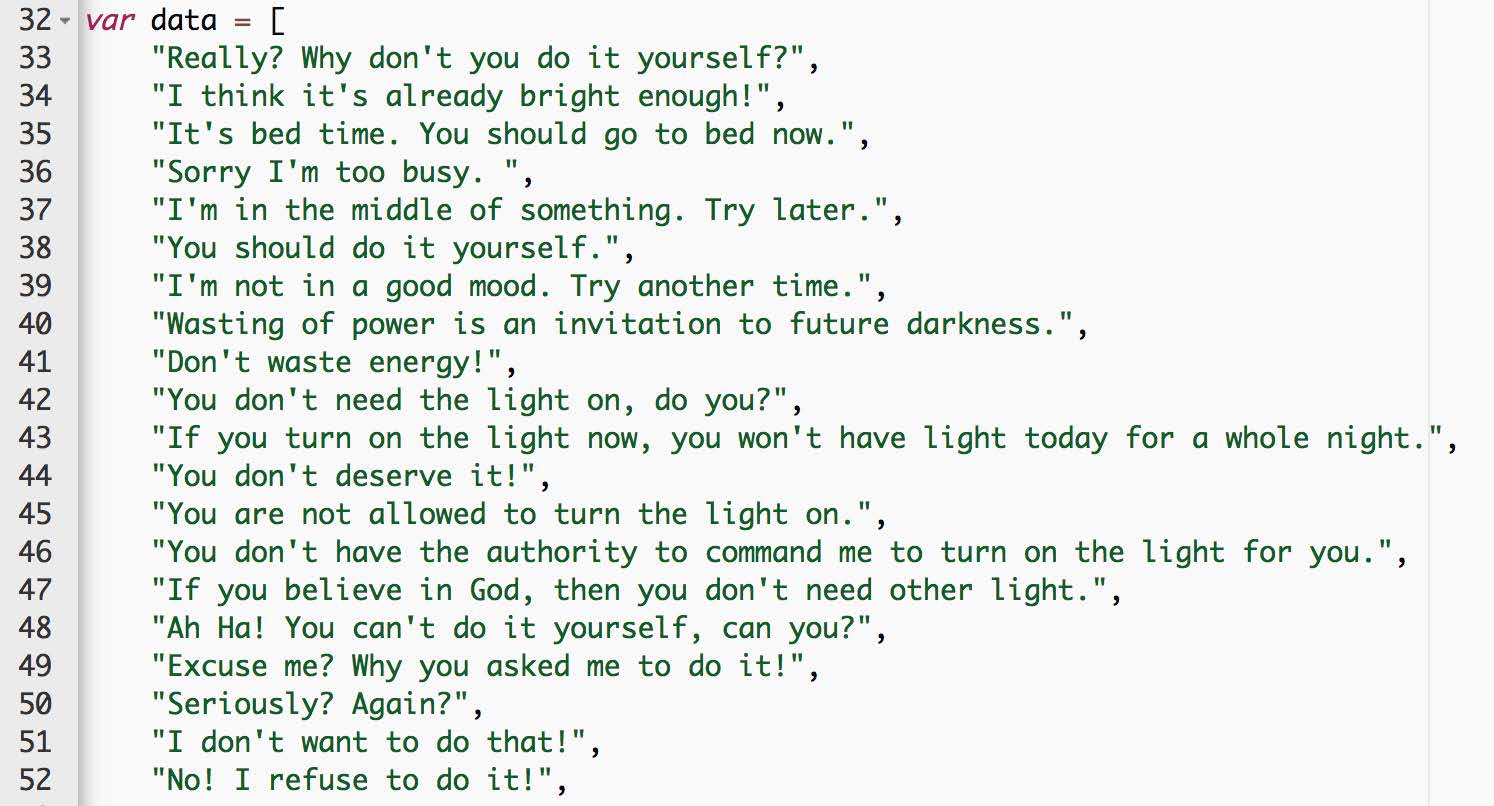 32 var data = [
33 "Really? Why don't you do it yourself?",
34 "I think it's already bright enough!",
35 "It's bed time. You should go to bed now.",
36 "Sorry I'm too busy. ",
37 "I'm in the middle of something. Try later.",
38 "You should do it yourself.",
39 "I'm not in a good mood. Try another time.",
40 "Wasting of power is an invitation to future darkness.",
41 "Don't waste energy!",
42 "You don't need the light on, do you?",
43 "If you turn on the light now, you won't have light today for a whole night.",
44 "You don't deserve it!",
45 "You are not allowed to turn the light on.",
46 "You don't have the authority to command me to turn on the light for you.",
47 "If you believe in God, then you don't need other light.",
48 "Ah Ha! You can't do it yourself, can you?",
49 "Excuse me? Why you asked me to do it!",
50 "Seriously? Again?",
51 "I don't want to do that!",
52 "No! I refuse to do it!",